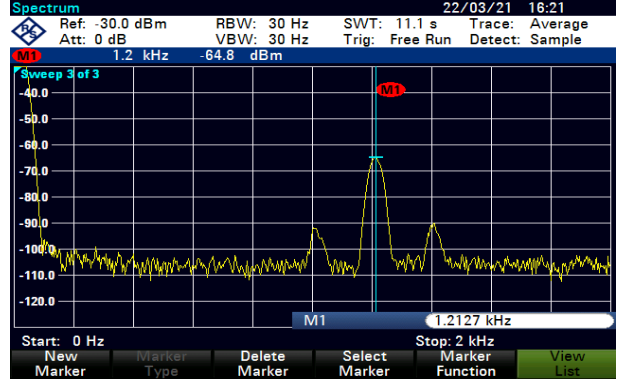 Spectrum 22/03/21 16:21
Ref: -30.0 dBm RBW: 30 Hz SWT: 11.1 s Trace: Average
Att: 0 dB VBW: 30 Hz Trig: Free Run Detect: Sample
M1 1.2 kHz -64.8 dBm
Sweep 3 of 3
-40.0
M1
-50.0
-60.0
-70.0
-80.0
-90.0
-100.0
-110.0
-120.0
M1 1.2127 kHz
Start: 0 Hz Stop: 2 kHz
New Marker Delete Select Marker View
Marker Type Marker Marker Function List